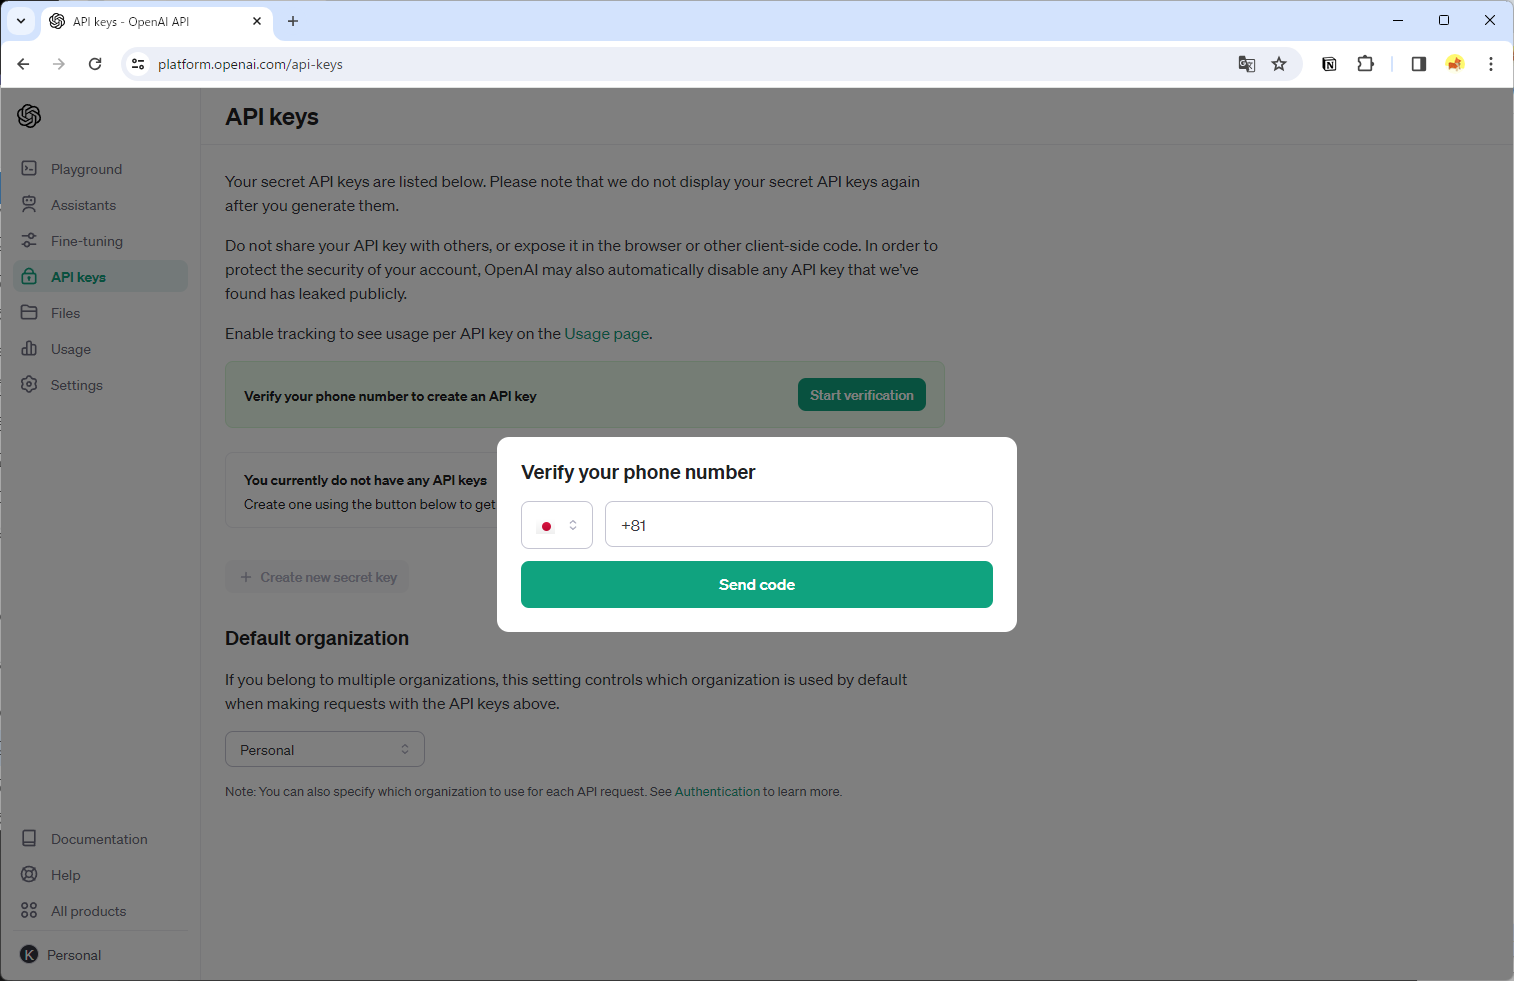 API keys - OpenAI API
platform.openai.com/api-keys
API keys
Playground
Assistants
Fine-tuning
API keys
Files
Usage
Settings
Your secret API keys are listed below. Please note that we do not display your secret API keys again
after you generate them.
Do not share your API key with others, or expose it in the browser or other client-side code. In order to
protect the security of your account, OpenAI may also automatically disable any API key that we've
found has leaked publicly.
Enable tracking to see usage per API key on the Usage page.
Verify your phone number to create an API key
Start verification
You currently do not have any API keys
Create one using the button below to get
Verify your phone number
+81
Send code
+ Create new secret key
Default organization
If you belong to multiple organizations, this setting controls which organization is used by default
when making requests with the API keys above.
Personal
Note: You can also specify which organization to use for each API request. See Authentication to learn more.
Documentation
Help
All products
K Personal